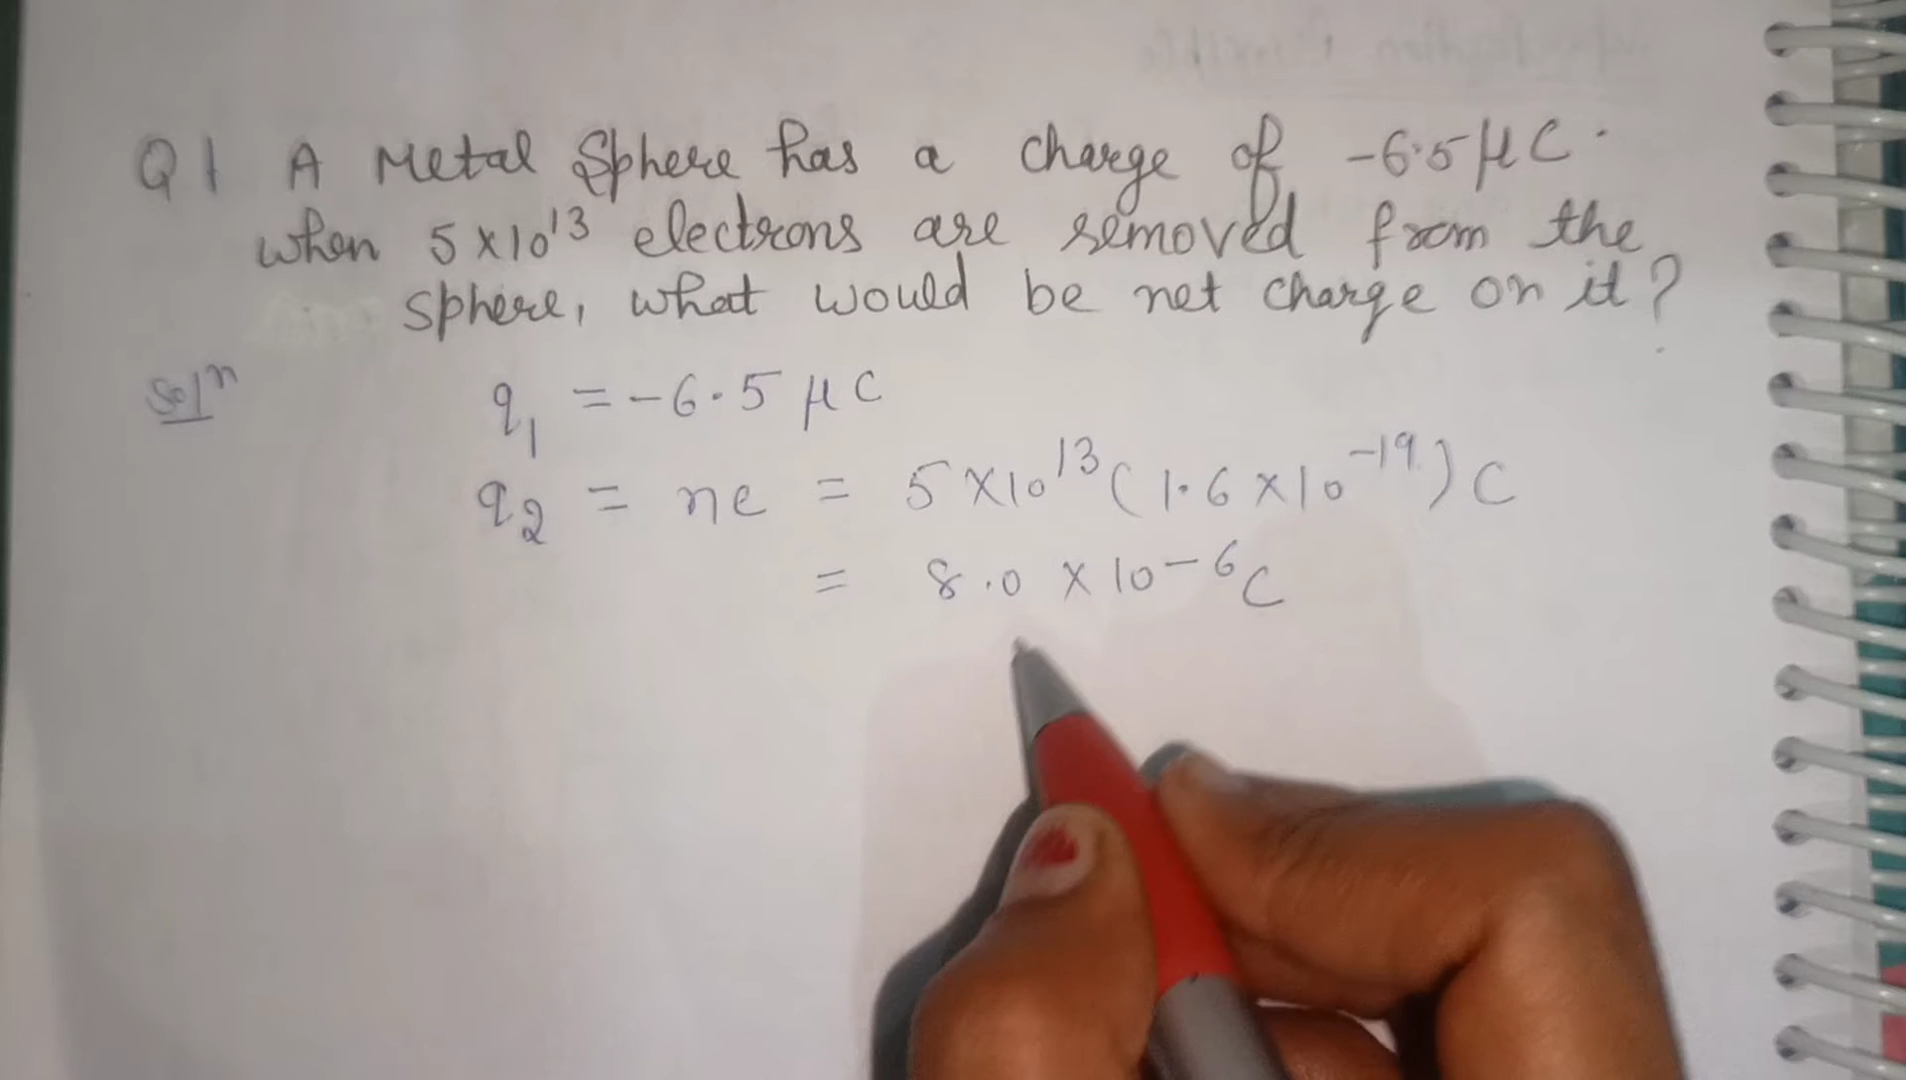 Q1 A Metal Sphere has a charge of -6.5 μC.
when 5×10¹³ electrons are removed from the
sphere, what would be net charge on it?
Solⁿ q₁ = -6.5 μC
q₂ = ne = 5×10¹³(1.6×10⁻¹⁹)C
= 8.0 × 10⁻⁶C